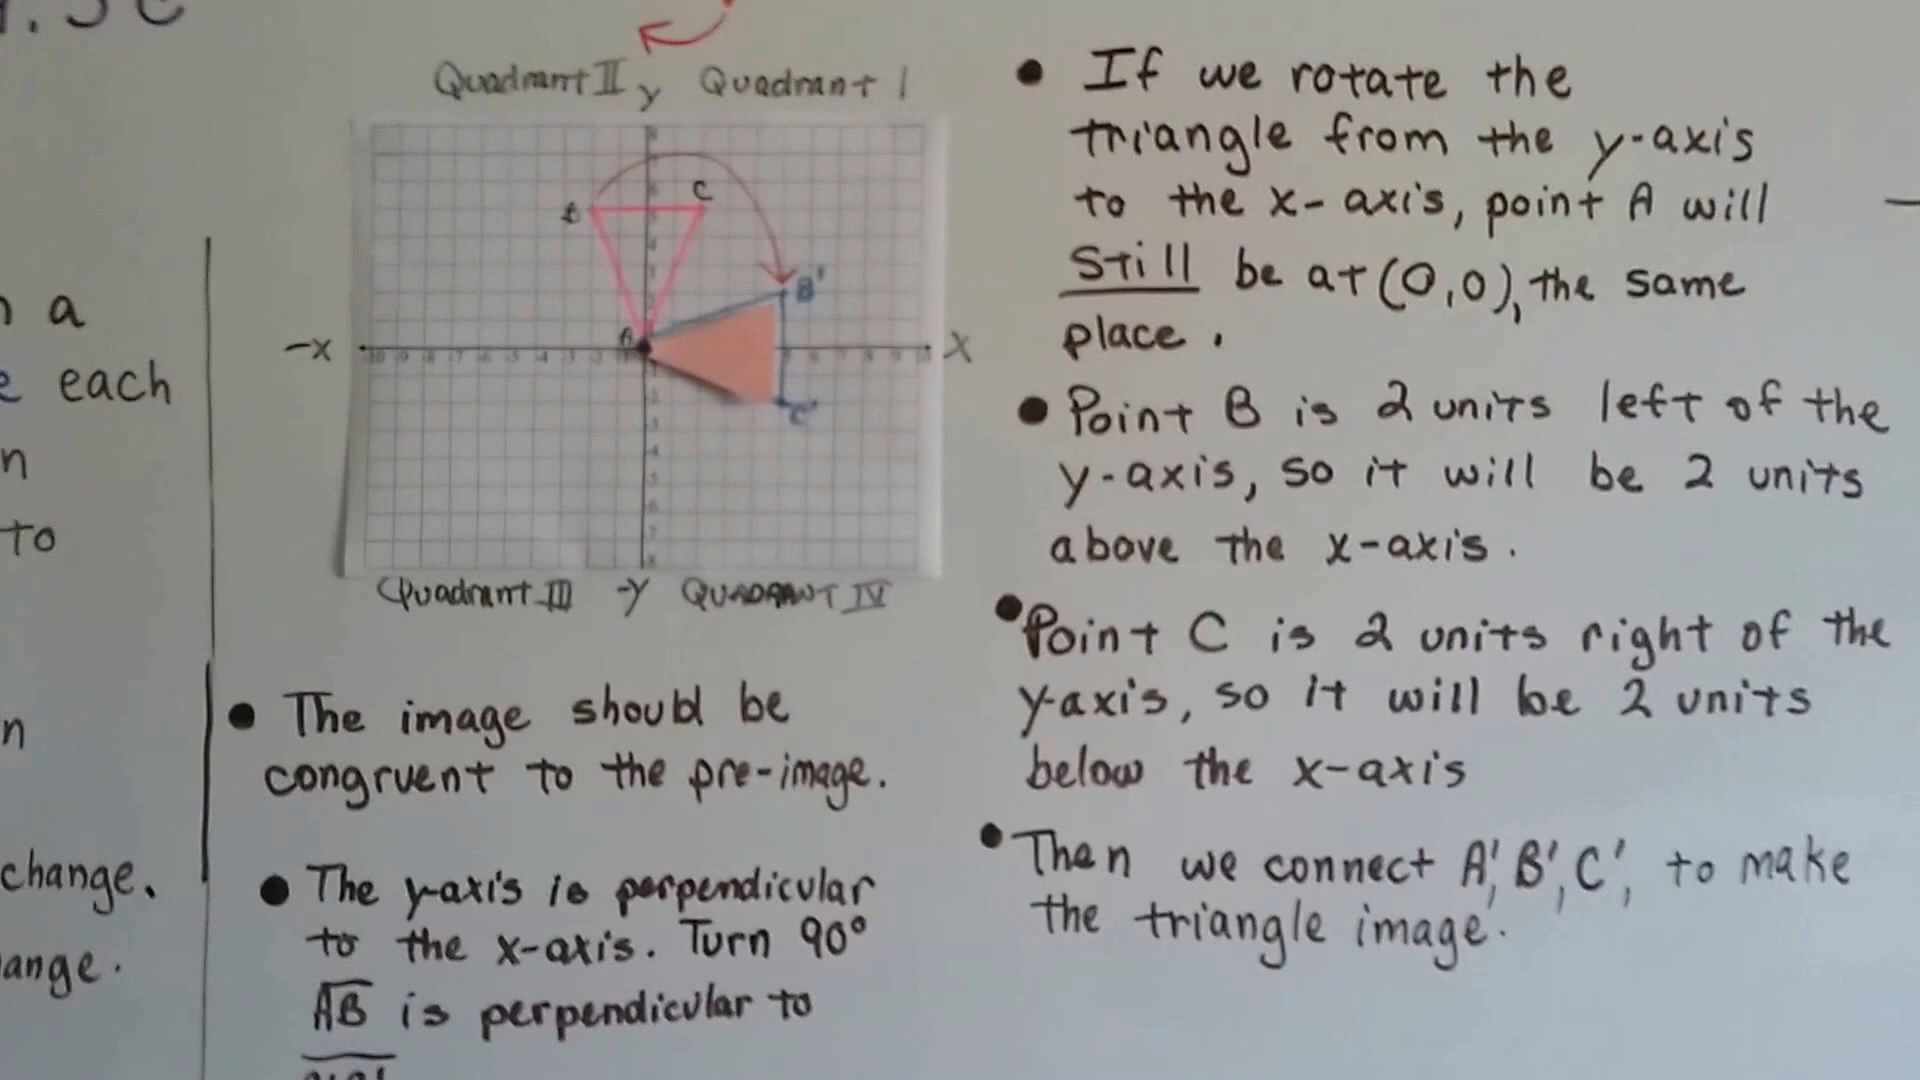 Quadrant II y Quadrant I
B C
B'
A
-X X
C'
Quadrant III -y QUADRANT IV
• The image should be
congruent to the pre-image.
• The y-axis is perpendicular
to the x-axis. Turn 90°
AB is perpendicular to
• If we rotate the
triangle from the y-axis
to the x-axis, point A will
still be at (0,0), the same
place.
• Point B is 2 units left of the
y-axis, so it will be 2 units
above the x-axis.
• Point C is 2 units right of the
y-axis, so it will be 2 units
below the x-axis
• Then we connect A', B', C', to make
the triangle image.
a
each
n
to
n
change.
ange.